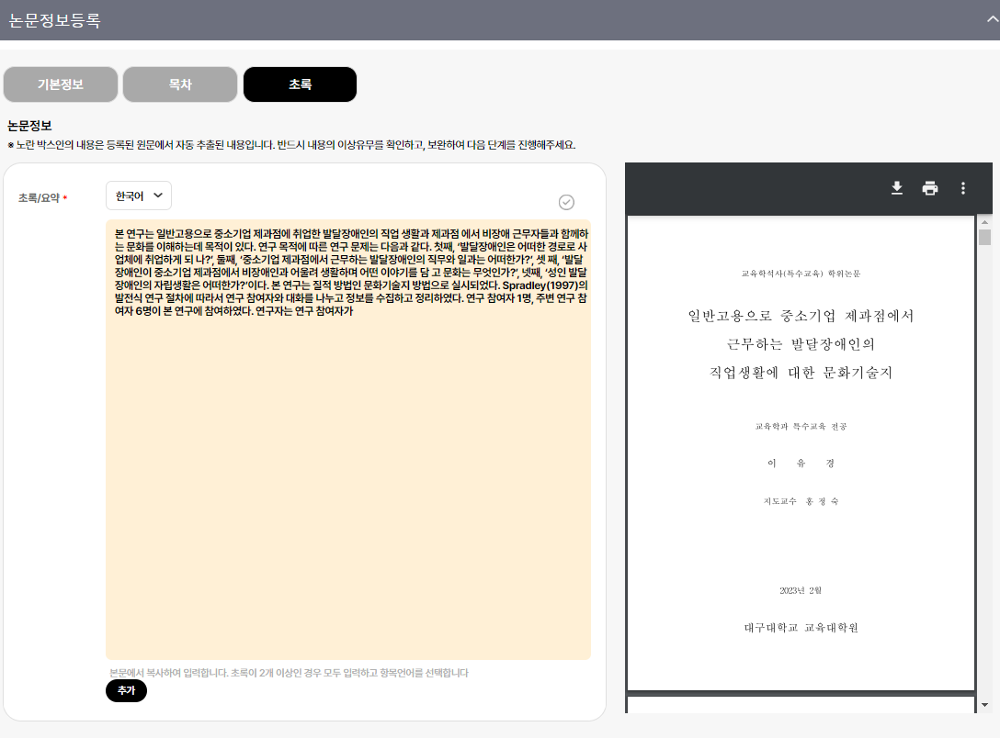 논문정보등록
기본정보
목차
초록
논문정보
※ 노란 박스안의 내용은 등록된 원문에서 자동 추출된 내용입니다. 반드시 내용의 이상유무를 확인하고, 보완하여 다음 단계를 진행해주세요.
초록/요약 *
한국어
본 연구는 일반고용으로 중소기업 제과점에 취업한 발달장애인의 직업 생활과 제과점 에서 비장애 근무자들과 함께하
는 문화를 이해하는데 목적이 있다. 연구 목적에 따른 연구 문제는 다음과 같다. 첫째, ‘발달장애인은 어떠한 경로로 사
업체에 취업하게 되 나?’, 둘째, ‘중소기업 제과점에서 근무하는 발달장애인의 직무와 일과는 어떠한가?’, 셋 째, ‘발달
장애인이 중소기업 제과점에서 비장애인과 어울려 생활하며 어떤 이야기를 담 고 문화는 무엇인가?’, 넷째, ‘성인 발달
장애인의 자립생활은 어떠한가?’이다. 본 연구는 질적 방법인 문화기술지 방법으로 실시되었다. Spradley(1997)의
발전식 연구 절차에 따라서 연구 참여자와 대화를 나누고 정보를 수집하고 정리하였다. 연구 참여자 1명, 주변 연구 참
여자 6명이 본 연구에 참여하였다. 연구자는 연구 참여자가
본문에서 복사하여 입력합니다. 초록이 2개 이상인 경우 모두 입력하고 항목언어를 선택합니다
추가
교육학석사(특수교육) 학위논문
일반고용으로 중소기업 제과점에서
근무하는 발달장애인의
직업생활에 대한 문화기술지
교육학과 특수교육 전공
이 유 경
지도교수 홍 정 숙
2023년 2월
대구대학교 교육대학원